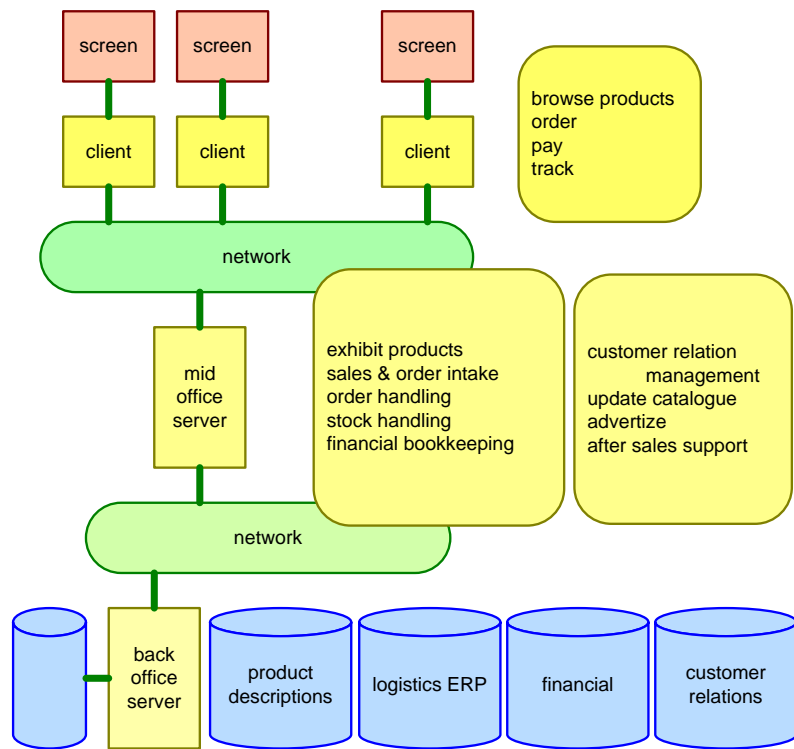 screen
screen
screen
client
client
client
browse products
order
pay
track
network
mid
office
server
exhibit products
sales & order intake
order handling
stock handling
financial bookkeeping
customer relation
management
update catalogue
advertize
after sales support
network
back
office
server
product
descriptions
logistics ERP
financial
customer
relations